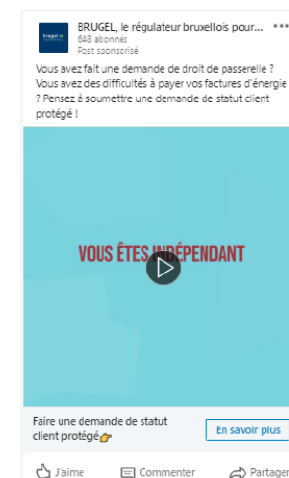 brugel
BRUGEL, le régulateur bruxellois pour...
648 abonnés
Post sponsorisé
Vous avez fait une demande de droit de passerelle ?
Vous avez des difficultés à payer vos factures d'énergie
? Pensez à soumettre une demande de statut client
protégé !
VOUS ÊTES INDÉPENDANT
Faire une demande de statut
client protégé👉
En savoir plus
J'aime
Commenter
Partager